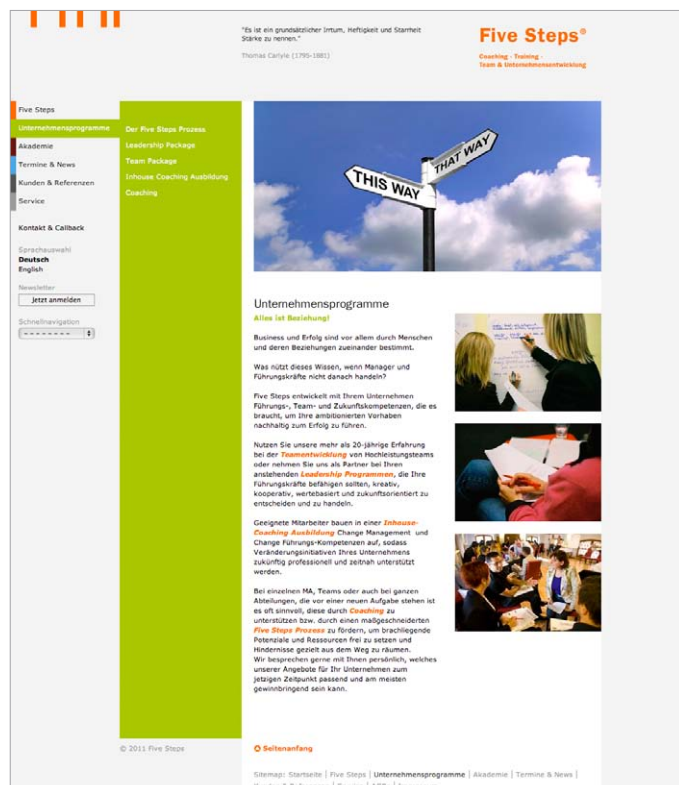 "Es ist ein grundsätzlicher Irrtum, Heftigkeit und Starrheit
Stärke zu nennen."
Thomas Carlyle (1795-1881)
Five Steps®
Coaching - Training -
Team & Unternehmensentwicklung
Five Steps
Unternehmensprogramme
Akademie
Termine & News
Kunden & Referenzen
Service
Kontakt & Callback
Sprachauswahl
Deutsch
English
Newsletter
Jetzt anmelden
Schnellnavigation
--------
Der Five Steps Prozess
Leadership Package
Team Package
Inhouse Coaching Ausbildung
Coaching
THIS WAY
THAT WAY
Unternehmensprogramme
Alles ist Beziehung!
Business und Erfolg sind vor allem durch Menschen
und deren Beziehungen zueinander bestimmt.
Was nützt dieses Wissen, wenn Manager und
Führungskräfte nicht danach handeln?
Five Steps entwickelt mit Ihrem Unternehmen
Führungs-, Team- und Zukunftskompetenzen, die es
braucht, um Ihre ambitionierten Vorhaben
nachhaltig zum Erfolg zu führen.
Nutzen Sie unsere mehr als 20-jährige Erfahrung
bei der Teamentwicklung von Hochleistungsteams
oder nehmen Sie uns als Partner bei Ihren
anstehenden Leadership Programmen, die Ihre
Führungskräfte befähigen sollten, kreativ,
kooperativ, wertebasiert und zukunftsorientiert zu
entscheiden und zu handeln.
Geeignete Mitarbeiter bauen in einer Inhouse-
Coaching Ausbildung Change Management und
Change Führungs-Kompetenzen auf, sodass
Veränderungsinitiativen Ihres Unternehmens
zukünftig professionell und zeitnah unterstützt
werden.
Bei einzelnen MA, Teams oder auch bei ganzen
Abteilungen, die vor einer neuen Aufgabe stehen ist
es oft sinnvoll, diese durch Coaching zu
unterstützen bzw. durch einen maßgeschneiderten
Five Steps Prozess zu fördern, um brachliegende
Potenziale und Ressourcen frei zu setzen und
Hindernisse gezielt aus dem Weg zu räumen.
Wir besprechen gerne mit Ihnen persönlich, welches
unserer Angebote für Ihr Unternehmen zum
jetzigen Zeitpunkt passend und am meisten
gewinnbringend sein kann.
© 2011 Five Steps
Seitenanfang
Sitemap: Startseite | Five Steps | Unternehmensprogramme | Akademie | Termine & News |